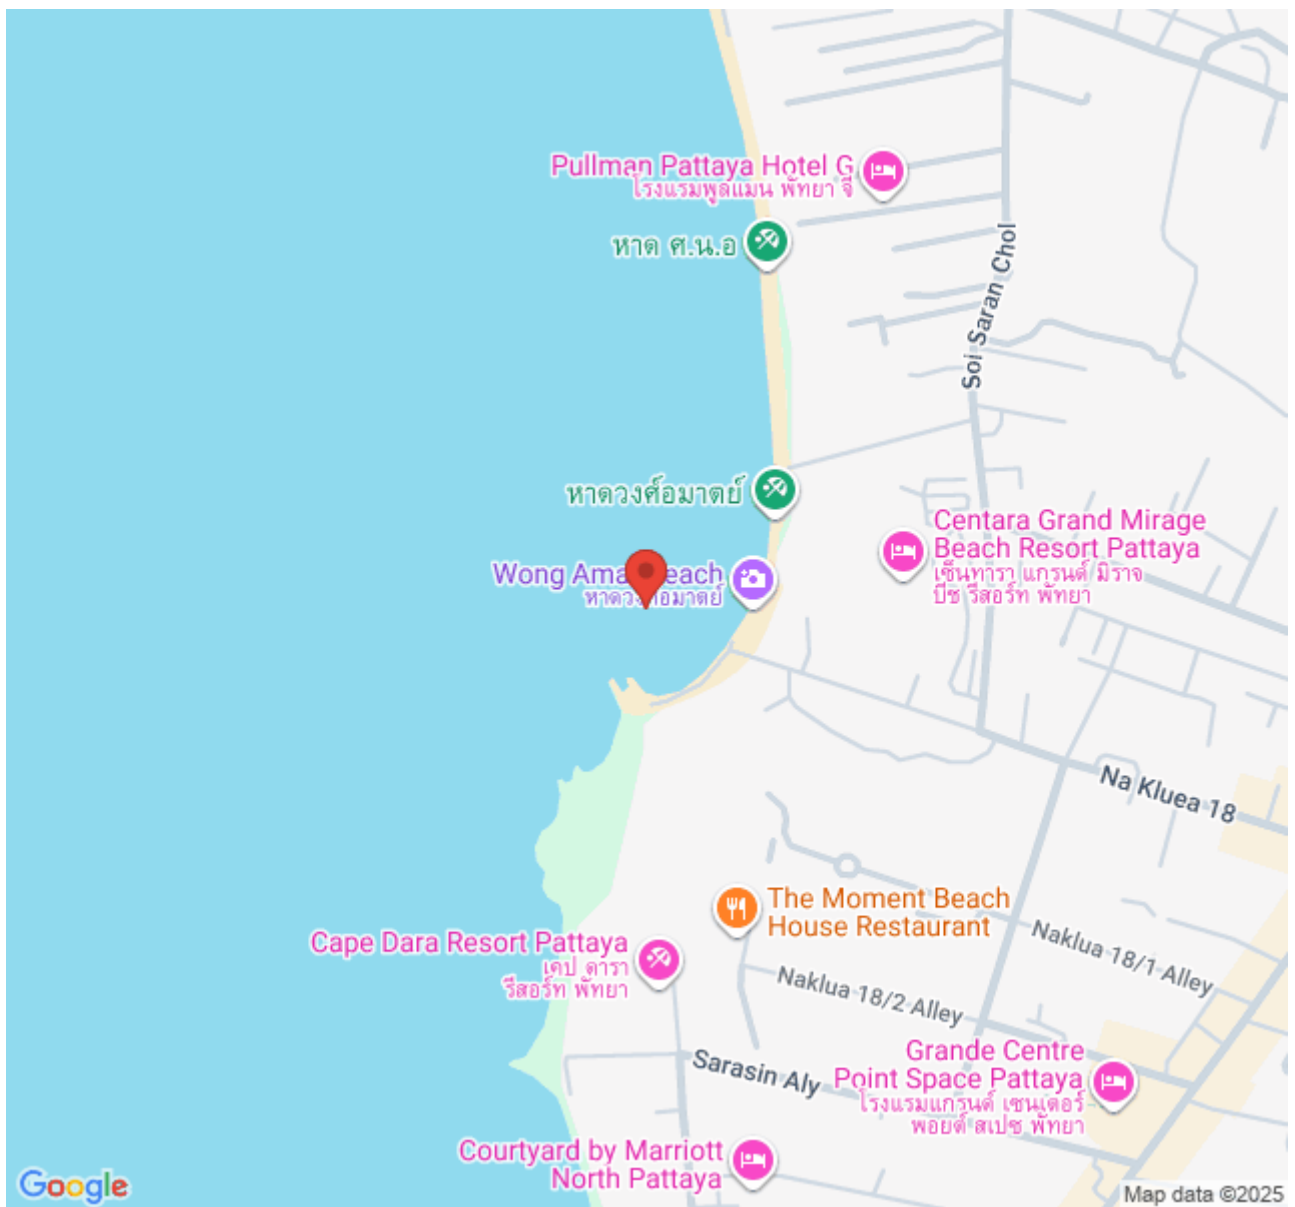 Pullman Pattaya Hotel G
โรงแรมพูลแมน พัทยา จี
หาด ศ.น.อ
Soi Saran Chol
หาดวงศ์อมาตย์
Centara Grand Mirage
Beach Resort Pattaya
เซ็นทารา แกรนด์ มิราจ
บีช รีสอร์ท พัทยา
Wong
หาดวงศ์อมาตย์
Na Kluea 18
The Moment Beach
House Restaurant
Naklua 18/1 Alley
Cape Dara Resort Pattaya
เคป ดารา
รีสอร์ท พัทยา
Naklua 18/2 Alley
Sarasin Aly
Grande Centre
Point Space Pattaya
โรงแรมแกรนด์ เซนเตอร์
พอยต์ สเปซ พัทยา
Courtyard by Marriott
North Pattaya
Google
Map data ©2025